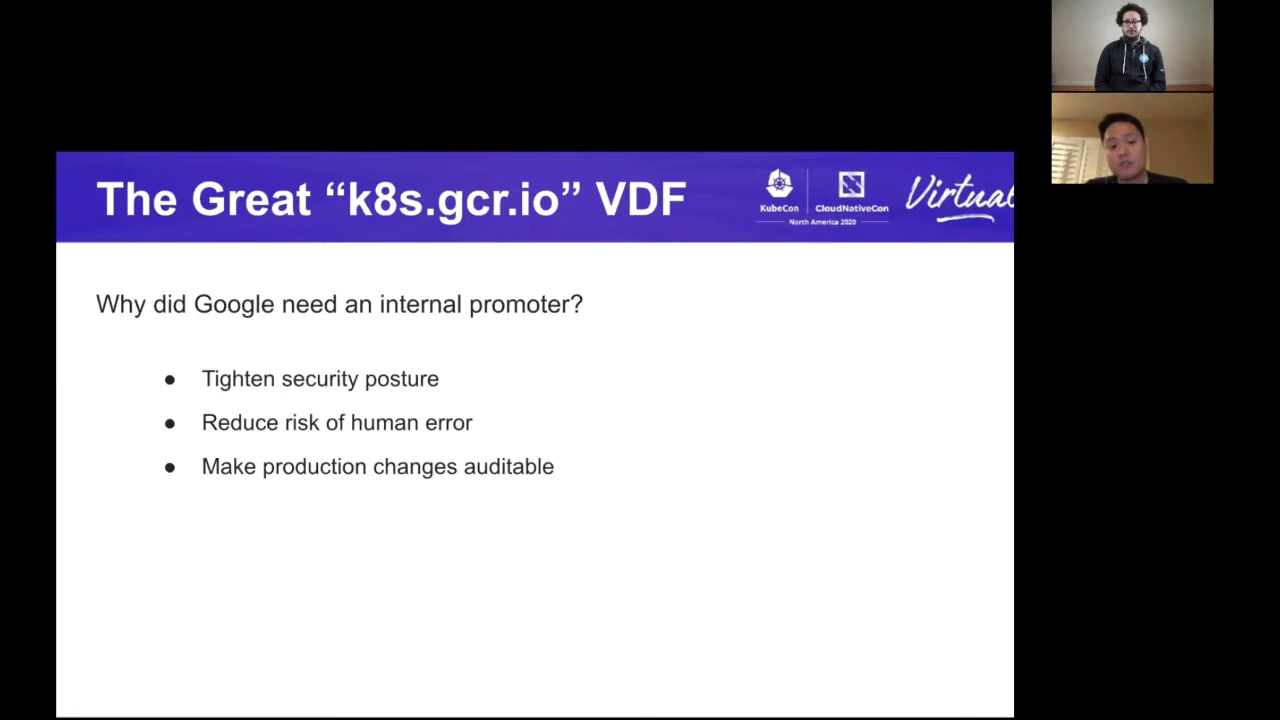 The Great “k8s.gcr.io” VDF
KubeCon
CloudNativeCon
North America 2020
Virtual
Why did Google need an internal promoter?
● Tighten security posture
● Reduce risk of human error
● Make production changes auditable